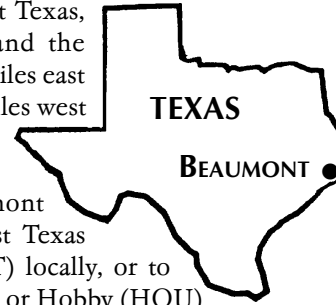 t Texas,
and the
iles east
les west
TEXAS
BEAUMONT
mont
st Texas
T) locally, or to
or Hobby (HOU)